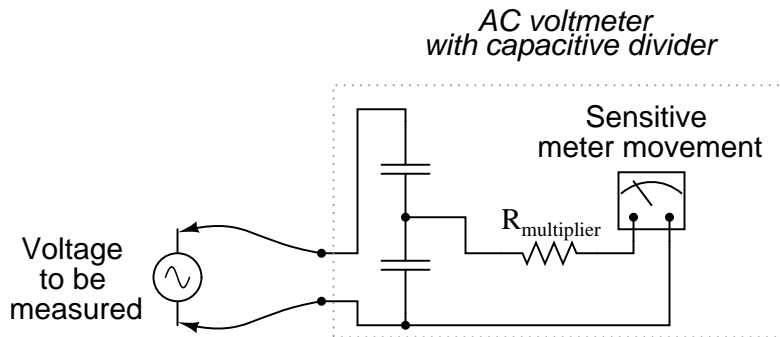 AC voltmeter
with capacitive divider
Sensitive
meter movement
Rmultiplier
Voltage
to be
measured